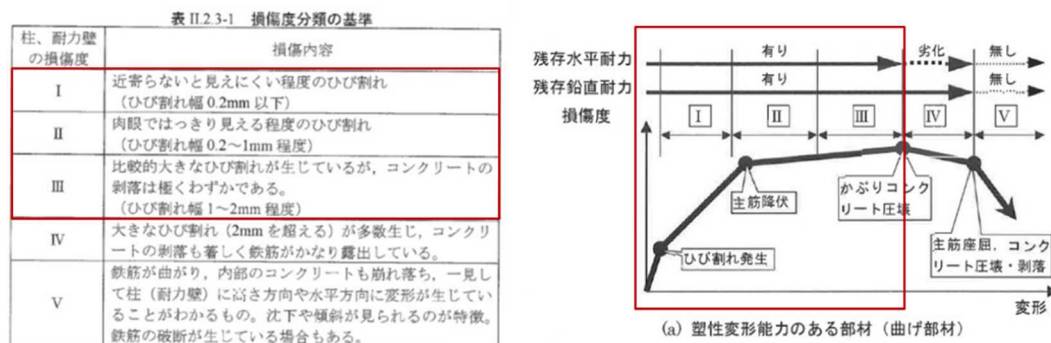 表 II.2.3-1 損傷度分類の基準
柱、耐力壁
の損傷度
損傷内容
I
近寄らないと見えにくい程度のひび割れ
（ひび割れ幅 0.2mm 以下）
II
肉眼ではっきり見える程度のひび割れ
（ひび割れ幅 0.2～1mm 程度）
III
比較的大きなひび割れが生じているが，コンクリートの
剥落は極くわずかである。
（ひび割れ幅 1～2mm 程度）
IV
大きなひび割れ（2mm を超える）が多数生じ，コンクリ
ートの剥落も著しく鉄筋がかなり露出している。
V
鉄筋が曲がり，内部のコンクリートも崩れ落ち，一見し
て柱（耐力壁）に高さ方向や水平方向に変形が生じてい
ることがわかるもの。沈下や傾斜が見られるのが特徴。
鉄筋の破断が生じている場合もある。
残存水平耐力
有り
劣化
無し
残存鉛直耐力
有り
無し
損傷度
I
II
III
IV
V
主筋降伏
かぶりコンク
リート圧壊
ひび割れ発生
主筋座屈，コンク
リート圧壊・剥落
変形
(a) 塑性変形能力のある部材（曲げ部材）